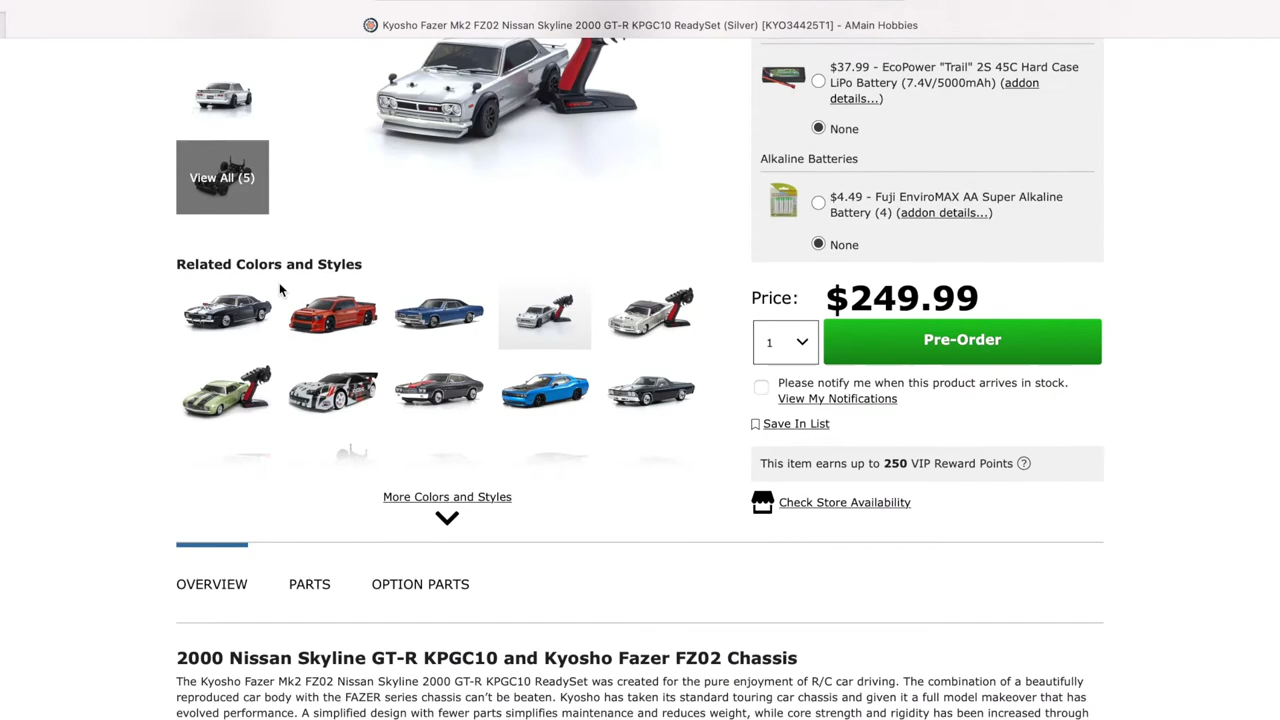 Kyosho Fazer Mk2 FZ02 Nissan Skyline 2000 GT-R KPGC10 ReadySet (Silver) [KYO34425T1] - AMain Hobbies
$37.99 - EcoPower "Trail" 2S 45C Hard Case
LiPo Battery (7.4V/5000mAh) (addon
details...)
None
View All (5)
Alkaline Batteries
$4.49 - Fuji EnviroMAX AA Super Alkaline
Battery (4) (addon details...)
None
Related Colors and Styles
Price: $249.99
1
Pre-Order
Please notify me when this product arrives in stock.
View My Notifications
Save In List
This item earns up to 250 VIP Reward Points ?
More Colors and Styles
Check Store Availability
OVERVIEW PARTS OPTION PARTS
2000 Nissan Skyline GT-R KPGC10 and Kyosho Fazer FZ02 Chassis
The Kyosho Fazer Mk2 FZ02 Nissan Skyline 2000 GT-R KPGC10 ReadySet was created for the pure enjoyment of R/C car driving. The combination of a beautifully
reproduced car body with the FAZER series chassis can't be beaten. Kyosho has taken its standard touring car chassis and given it a full model makeover that has
evolved performance. A simplified design with fewer parts simplifies maintenance and reduces weight, while core strength and rigidity has been increased through